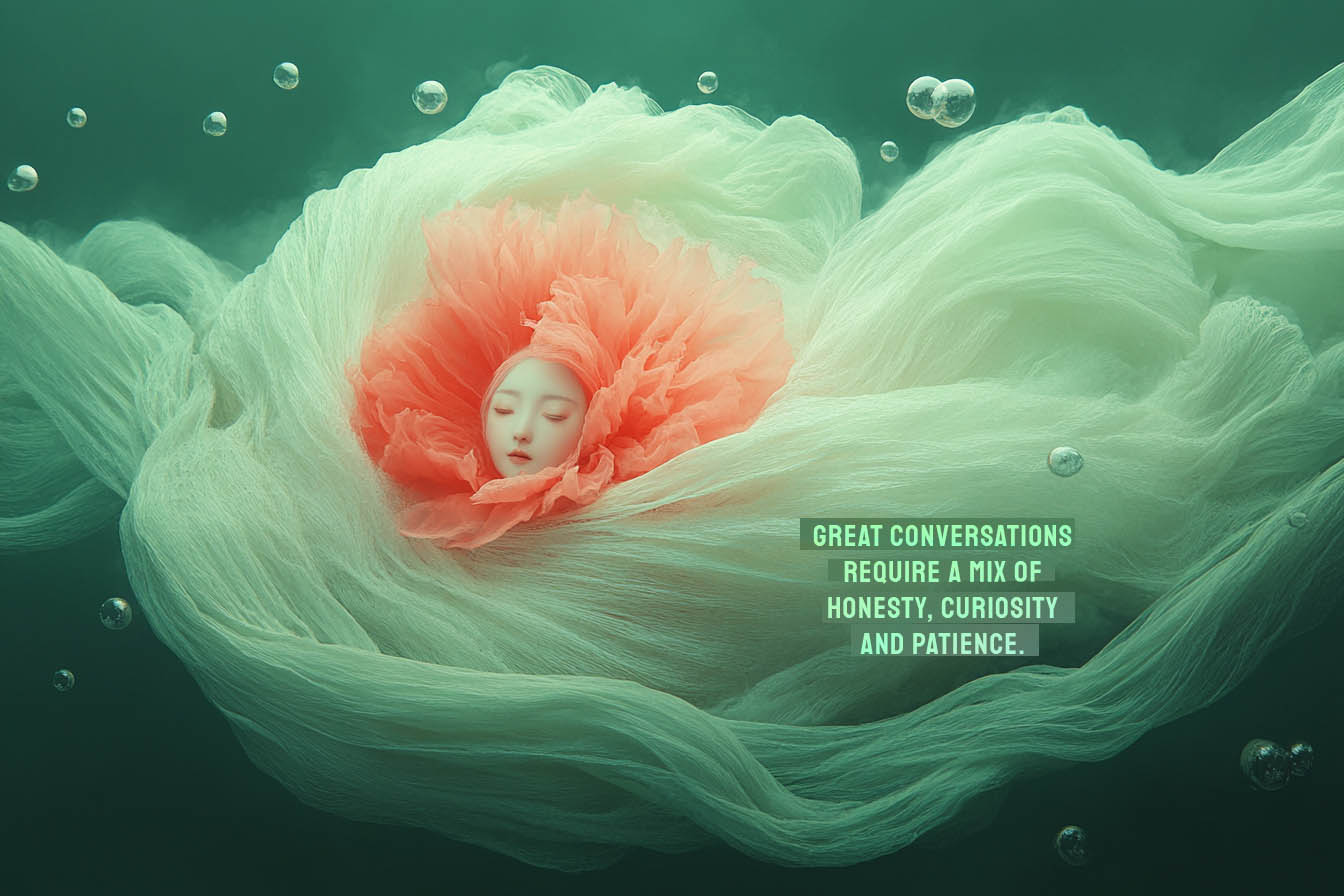 GREAT CONVERSATIONS
REQUIRE A MIX OF
HONESTY, CURIOSITY
AND PATIENCE.